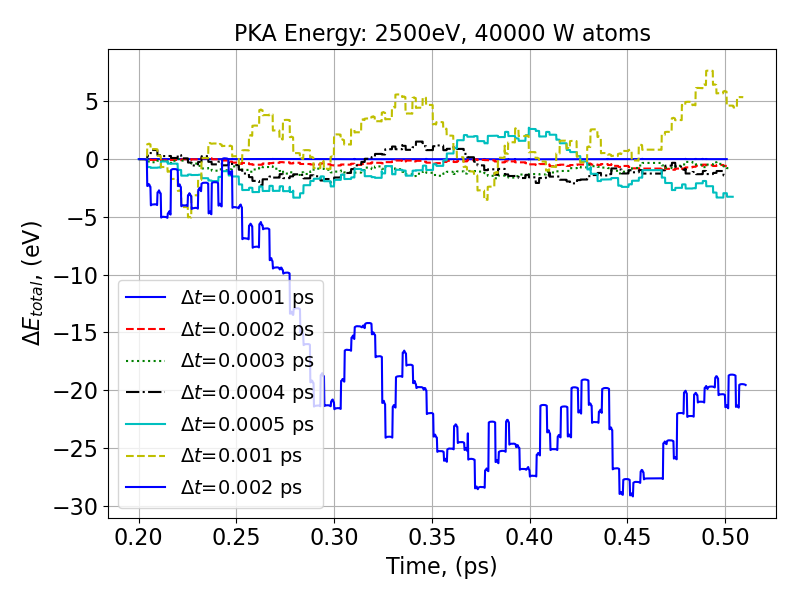 PKA Energy: 2500eV, 40000 W atoms
ΔE_total, (eV)
5
0
−5
−10
−15
−20
−25
−30
Δt=0.0001 ps
Δt=0.0002 ps
Δt=0.0003 ps
Δt=0.0004 ps
Δt=0.0005 ps
Δt=0.001 ps
Δt=0.002 ps
0.20 0.25 0.30 0.35 0.40 0.45 0.50
Time, (ps)